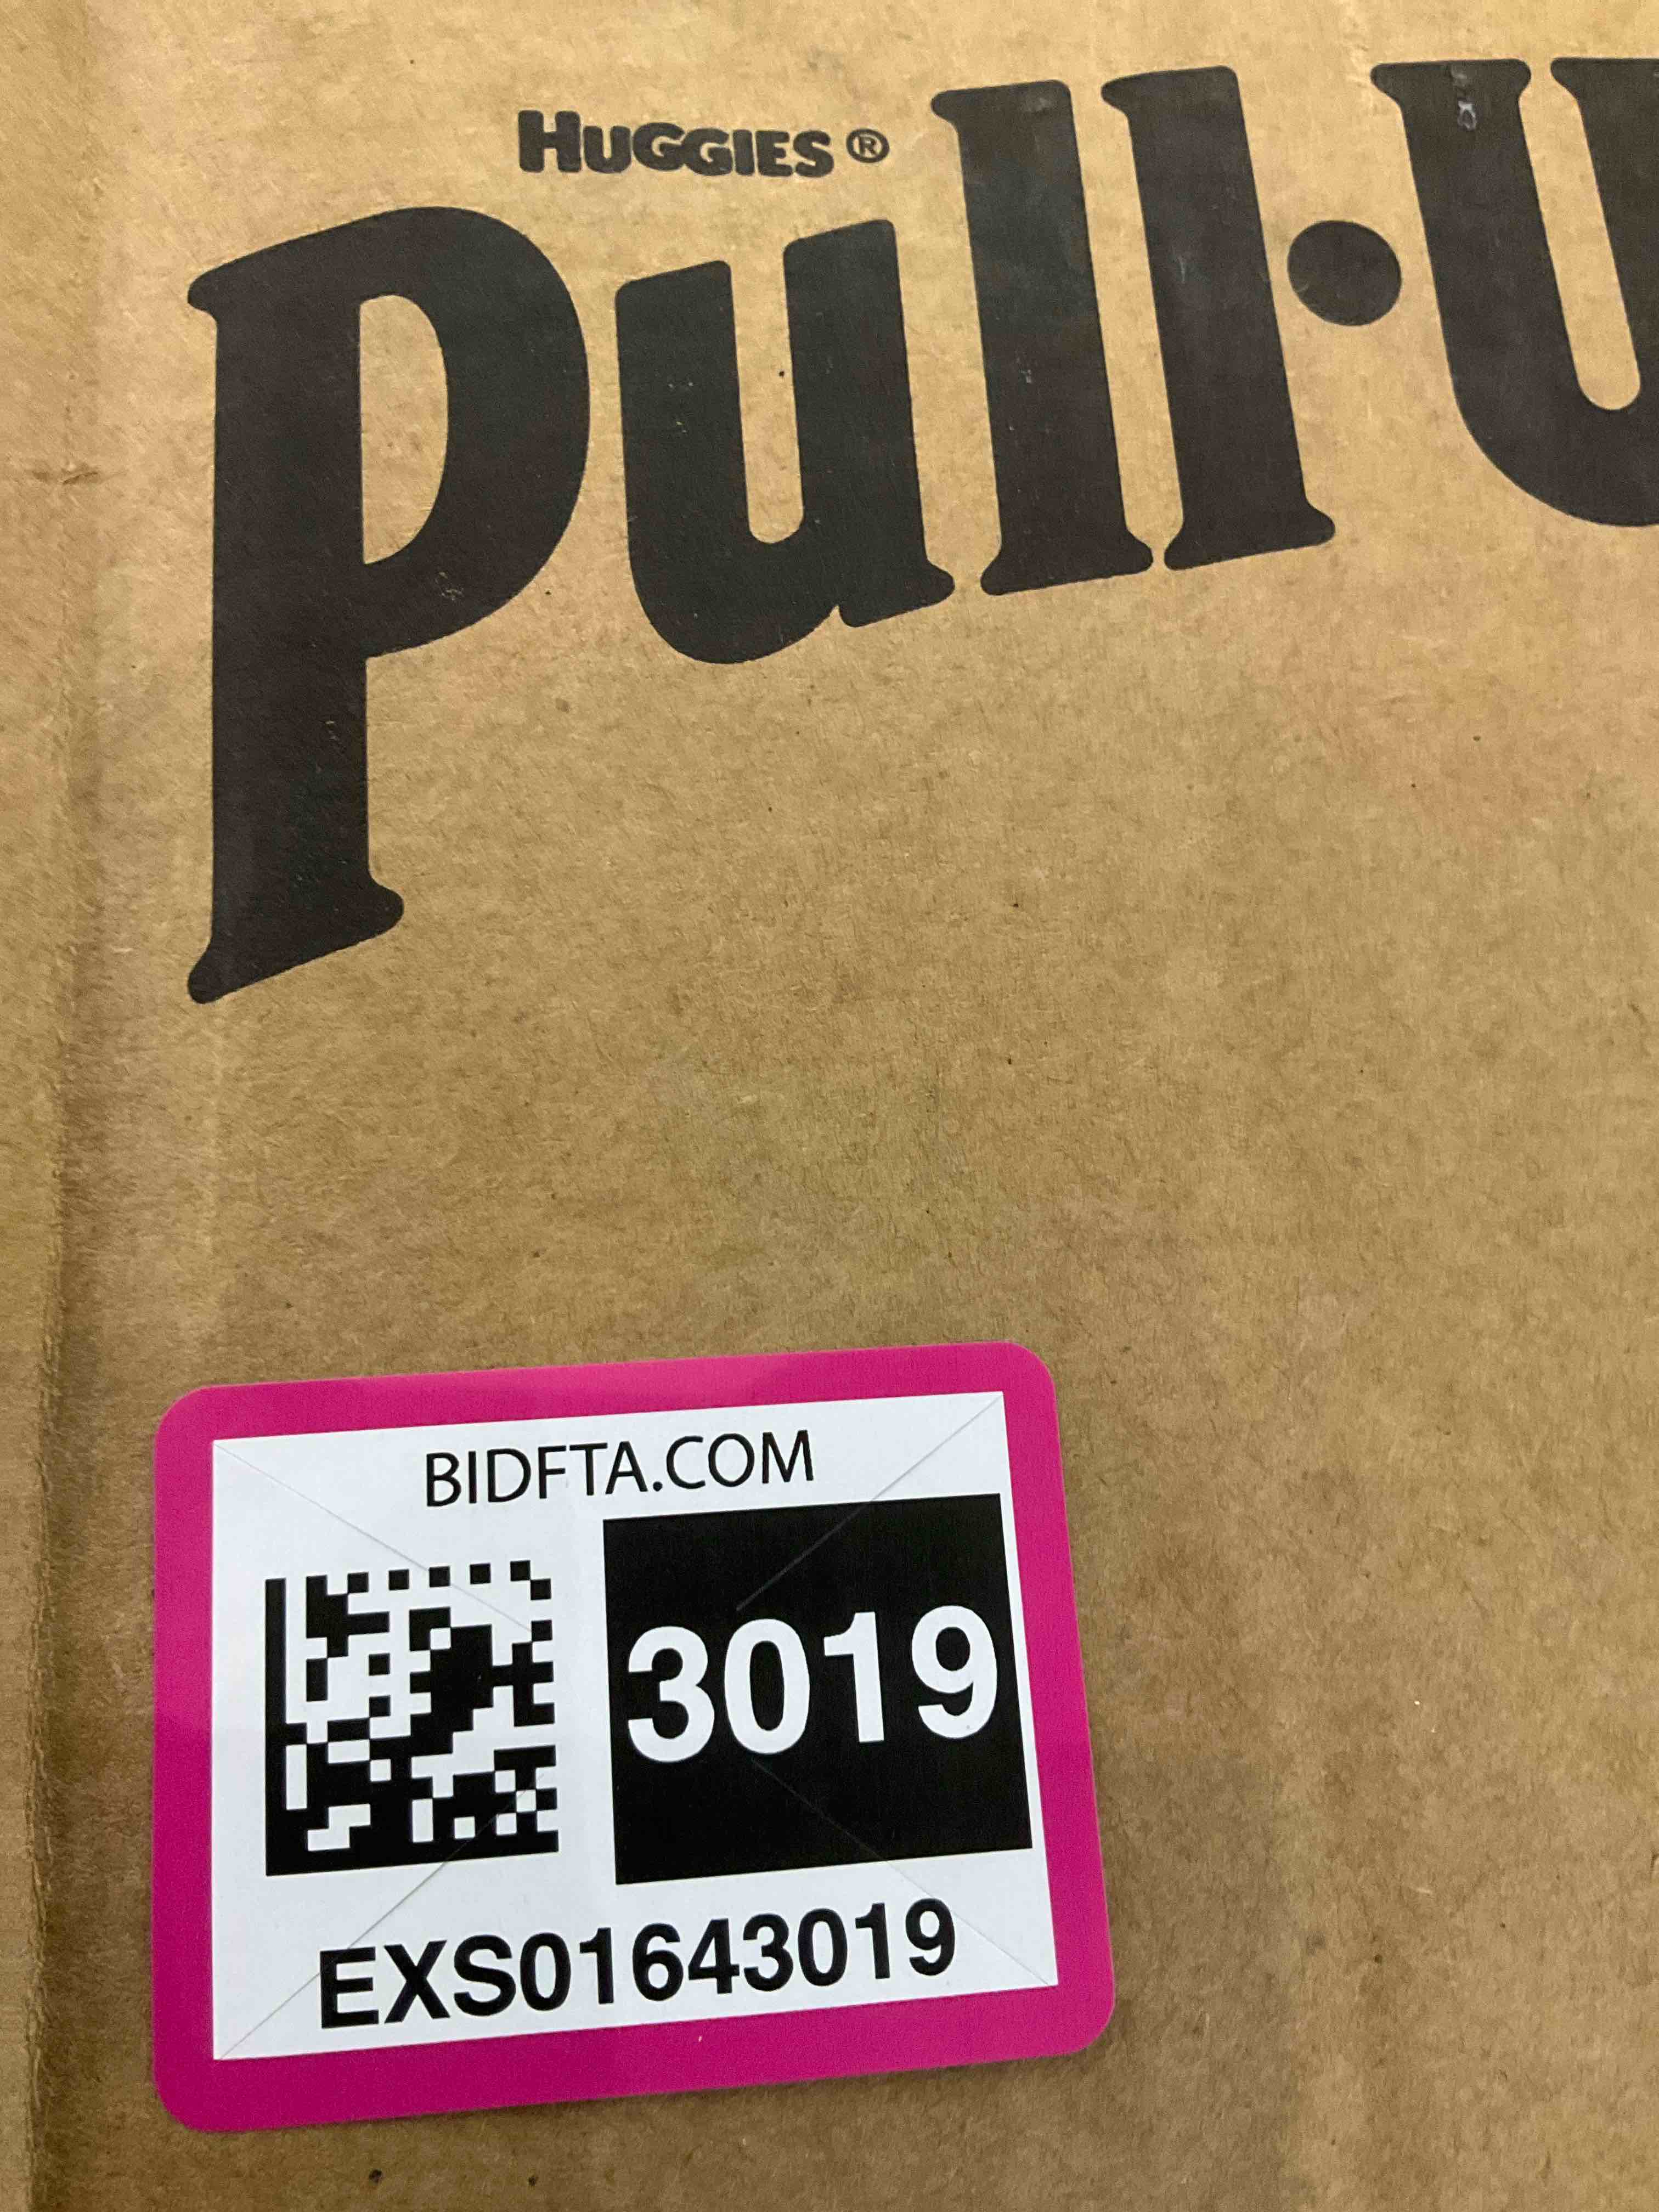 HUGGIES®
Pull·U
BIDFTA.COM
3019
EXS01643019